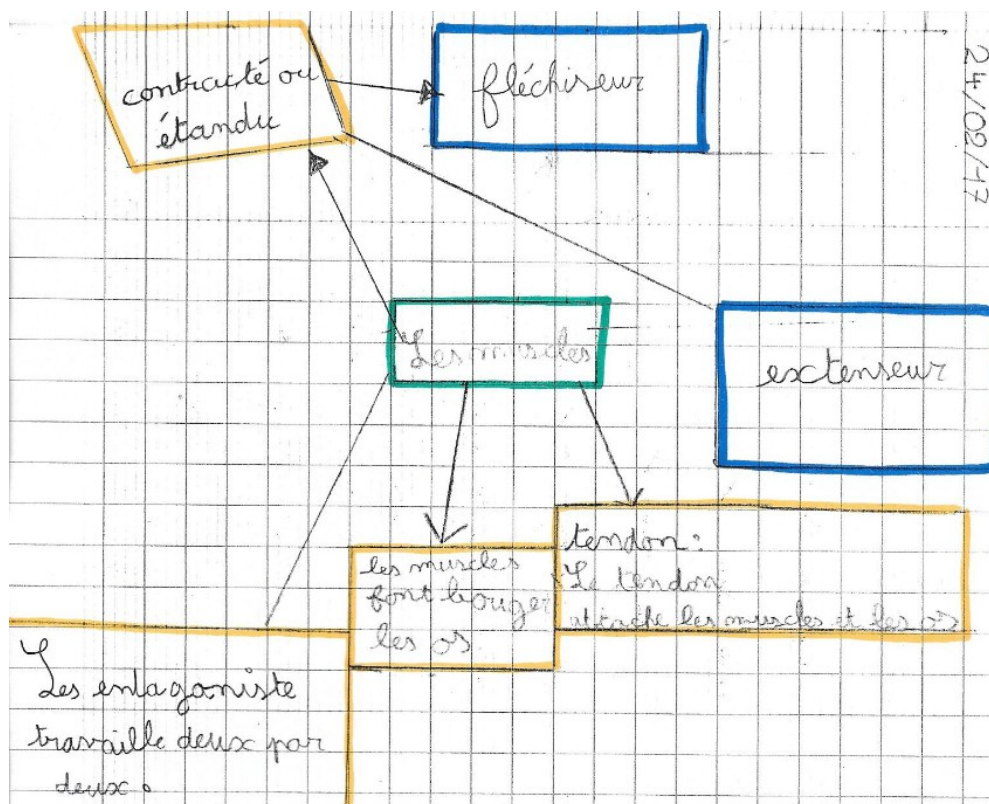 contracté ou
étandu
fléchiseur
24/02/17
Les muscles
extenseur
les muscles
font bouger
les os
tendon :
Le tendon
attache les muscles et les os
Les entagoniste
travaille deux par
deux.